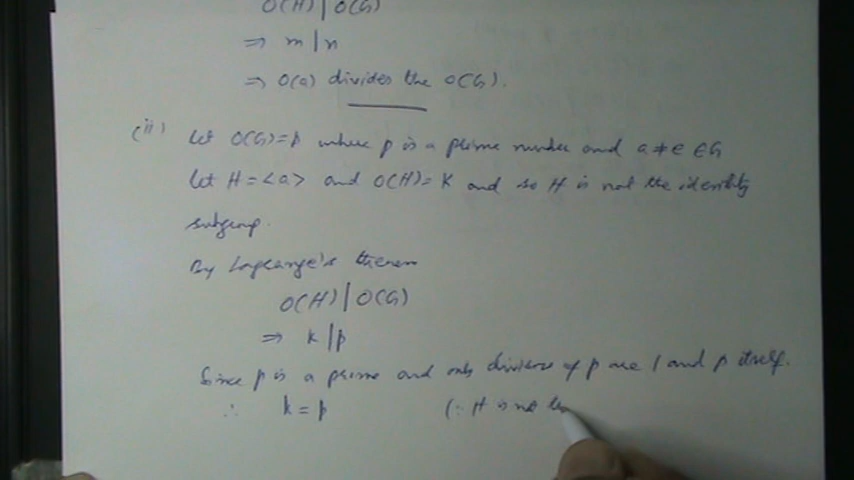 O(H) | O(G)
⇒ m | n
⇒ O(a) divides the O(G).
(ii) Let O(G)=p where p is a prime number and a ≠ e ∈ G
Let H = <a> and O(H)= K and so H is not the identity
subgroup.
By Lagrange's theorem
O(H) | O(G)
⇒ k | p
Since p is a prime and only divisors of p are 1 and p itself.
∴ k = p (∵ H is not the